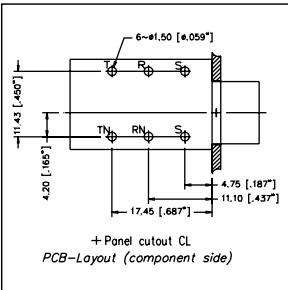 6~ø1,50 [ø.059"]
T R S
11.43 [.450"]
TN RN S
4.20 [.165"]
4.75 [.187"]
11.10 [.437"]
17.45 [.687"]
+ Panel cutout CL
PCB-Layout (component side)